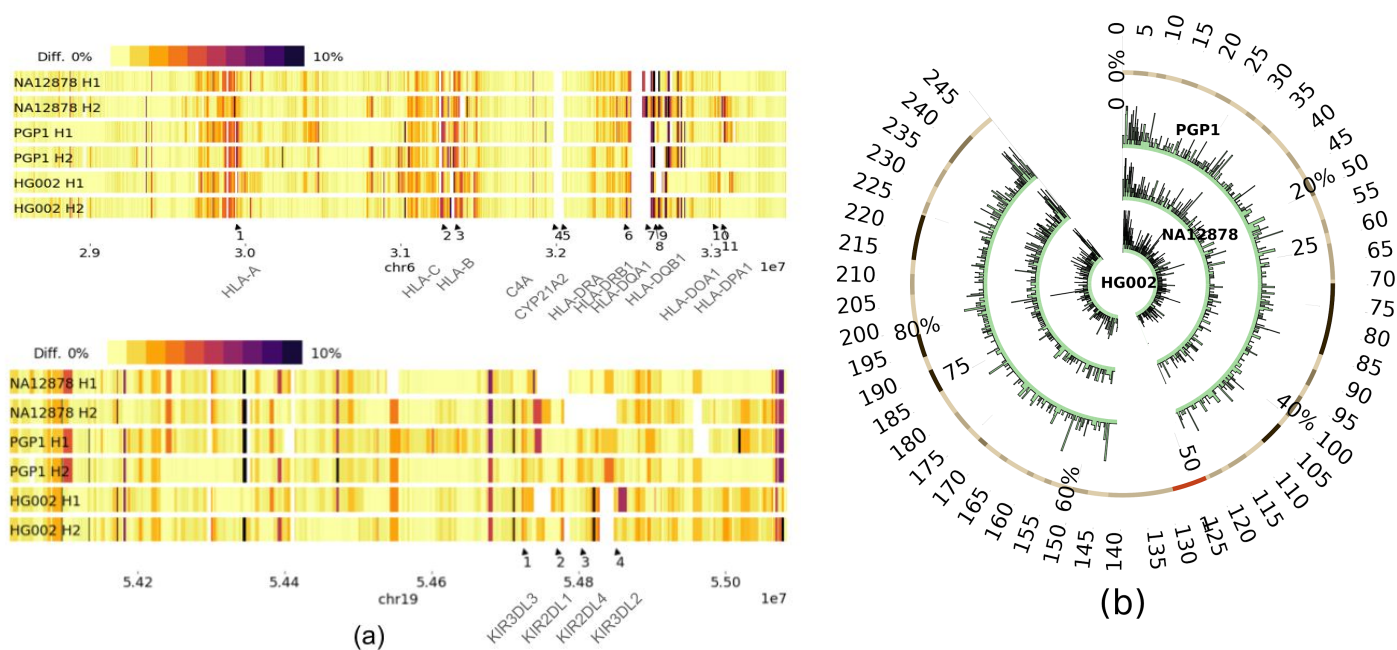 Diff. 0% 10%
NA12878 H1
NA12878 H2
PGP1 H1
PGP1 H2
HG002 H1
HG002 H2
1 2 3 45 6 7 9 10
8 11
2.9 3.0 3.1 3.2 3.3
chr6 1e7
HLA-A
HLA-C
HLA-B
C4A
CYP21A2
HLA-DRA
HLA-DRB1
HLA-DQA1
HLA-DQB1
HLA-DOA1
HLA-DPA1
Diff. 0% 10%
NA12878 H1
NA12878 H2
PGP1 H1
PGP1 H2
HG002 H1
HG002 H2
1 2 3 4
5.42 5.44 5.46 5.48 5.50
chr19 1e7
KIR3DL3
KIR2DL1
KIR2DL4
KIR3DL2
(a)
0
5
10
15
20
25
30
35
40
45
50
55
60
65
70
75
80
85
90
95
100
105
110
115
120
125
130
135
140
145
150
155
160
165
170
175
180
185
190
195
200
205
210
215
220
225
230
235
240
245
0%
20%
40%
60%
80%
0
25
50
75
PGP1
NA12878
HG002
(b)